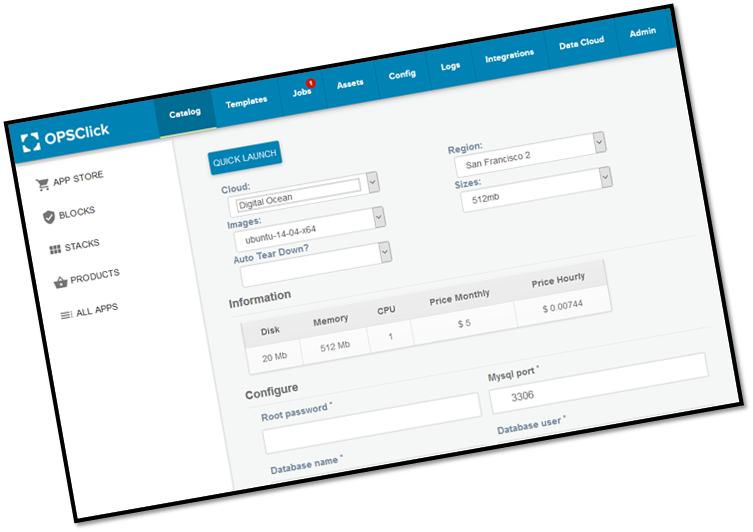 OPSClick
Catalog
Templates
Jobs
1
Assets
Config
Logs
Integrations
Data Cloud
Admin
APP STORE
BLOCKS
STACKS
PRODUCTS
ALL APPS
QUICK LAUNCH
Cloud:
Digital Ocean
Region:
San Francisco 2
Images:
ubuntu-14-04-x64
Sizes:
512mb
Auto Tear Down?
Information
Disk Memory CPU Price Monthly Price Hourly
20 Mb 512 Mb 1 $ 5 $ 0.00744
Configure
Root password *
Mysql port *
3306
Database name *
Database user *